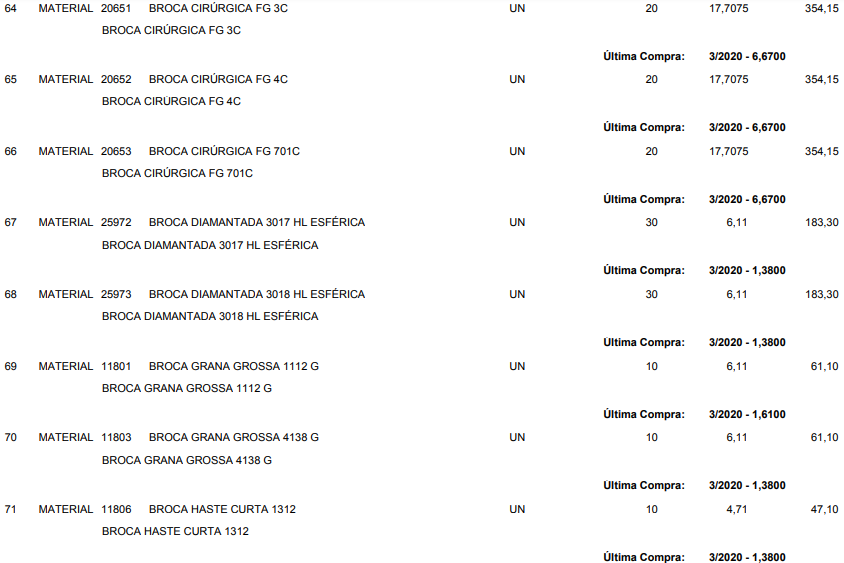 64 MATERIAL 20651 BROCA CIRÚRGICA FG 3C UN 20 17,7075 354,15
BROCA CIRÚRGICA FG 3C
Última Compra: 3/2020 - 6,6700
65 MATERIAL 20652 BROCA CIRÚRGICA FG 4C UN 20 17,7075 354,15
BROCA CIRÚRGICA FG 4C
Última Compra: 3/2020 - 6,6700
66 MATERIAL 20653 BROCA CIRÚRGICA FG 701C UN 20 17,7075 354,15
BROCA CIRÚRGICA FG 701C
Última Compra: 3/2020 - 6,6700
67 MATERIAL 25972 BROCA DIAMANTADA 3017 HL ESFÉRICA UN 30 6,11 183,30
BROCA DIAMANTADA 3017 HL ESFÉRICA
Última Compra: 3/2020 - 1,3800
68 MATERIAL 25973 BROCA DIAMANTADA 3018 HL ESFÉRICA UN 30 6,11 183,30
BROCA DIAMANTADA 3018 HL ESFÉRICA
Última Compra: 3/2020 - 1,3800
69 MATERIAL 11801 BROCA GRANA GROSSA 1112 G UN 10 6,11 61,10
BROCA GRANA GROSSA 1112 G
Última Compra: 3/2020 - 1,6100
70 MATERIAL 11803 BROCA GRANA GROSSA 4138 G UN 10 6,11 61,10
BROCA GRANA GROSSA 4138 G
Última Compra: 3/2020 - 1,3800
71 MATERIAL 11806 BROCA HASTE CURTA 1312 UN 10 4,71 47,10
BROCA HASTE CURTA 1312
Última Compra: 3/2020 - 1,3800